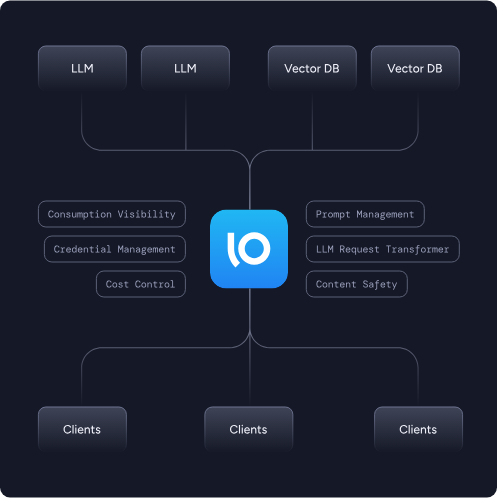 LLM
LLM
Vector DB
Vector DB
Consumption Visibility
Prompt Management
Credential Management
LLM Request Transformer
Cost Control
Content Safety
Clients
Clients
Clients